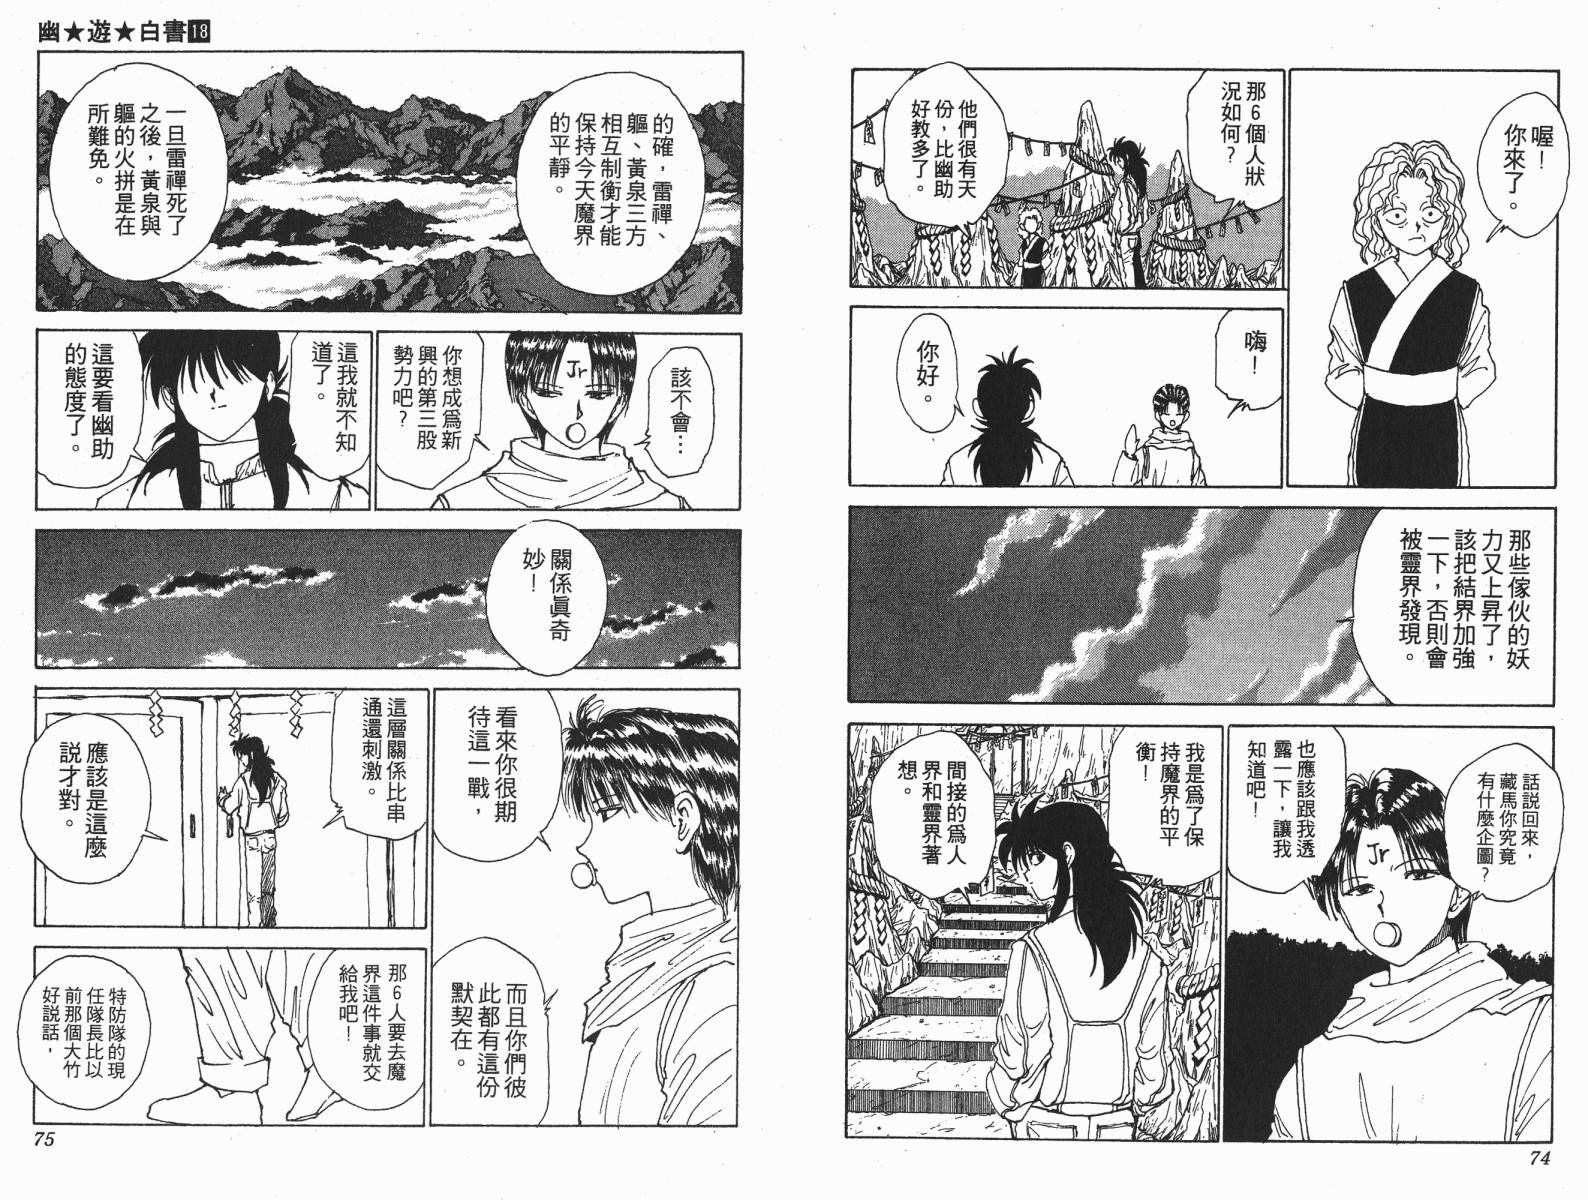 喔！
你來了。
那6個人狀
況如何？
他們很有天
份，比幽助
好教多了。
嗨！
你好。
那些傢伙的妖
力又上昇了，
該把結界加強
一下，否則會
被靈界發現。
話説回來，
藏馬你究竟
有什麼企圖？
也應該跟我透
露一下，讓我
知道吧！
Jr
我是爲了保
持魔界的平
衡！
間接的爲人
界和靈界著
想。
74
幽★遊★白書18
的確，雷禪、
軀、黃泉三方
相互制衡才能
保持今天魔界
的平靜。
一旦雷禪死了
之後，黃泉與
軀的火拼是在
所難免。
該不會…
你想成爲新
興的第三股
勢力吧？
Jr
這我就不知
道了。
這要看幽助
的態度了。
關係眞奇
妙！
看來你很期
待這一戰，
而且你們彼
此都有這份
默契在。
這層關係比串
通還刺激。
應該是這麼
説才對。
那6人要去魔
界這件事就交
給我吧！
特防隊的現
任隊長比以
前那個大竹
好説話，
75